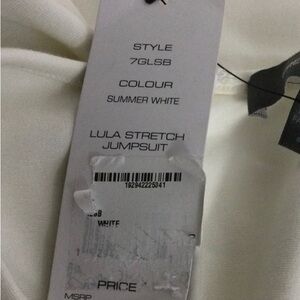 STYLE
7GLSB
COLOUR
SUMMER WHITE
LULA STRETCH
JUMPSUIT
192942225041
WHITE
PRICE
MSRP